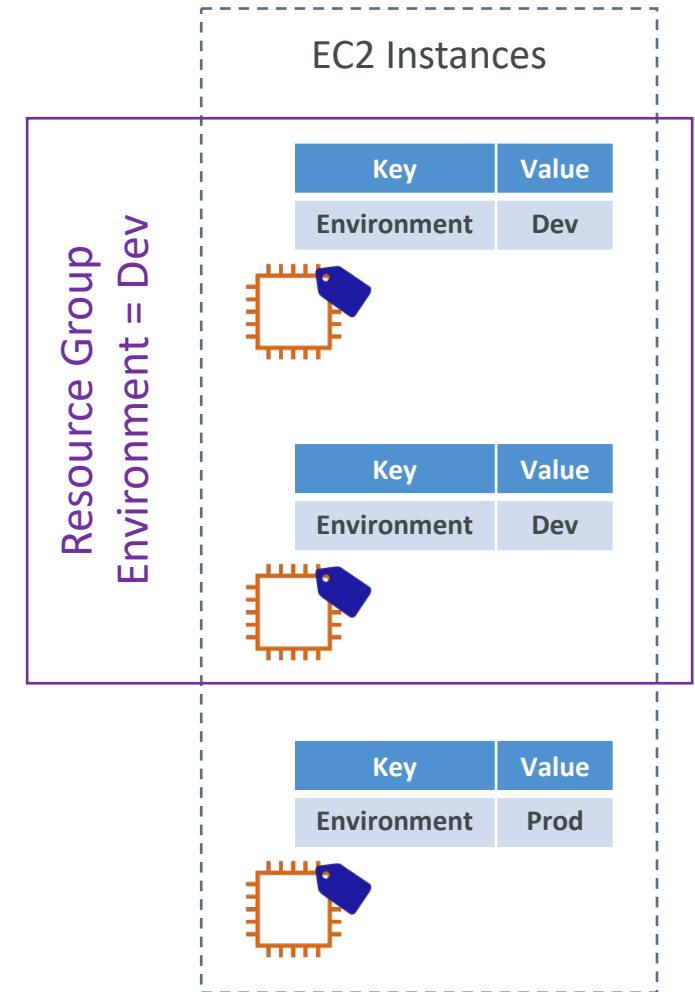 EC2 Instances
Resource Group
Environment = Dev
Key Value
Environment Dev
Key Value
Environment Dev
Key Value
Environment Prod